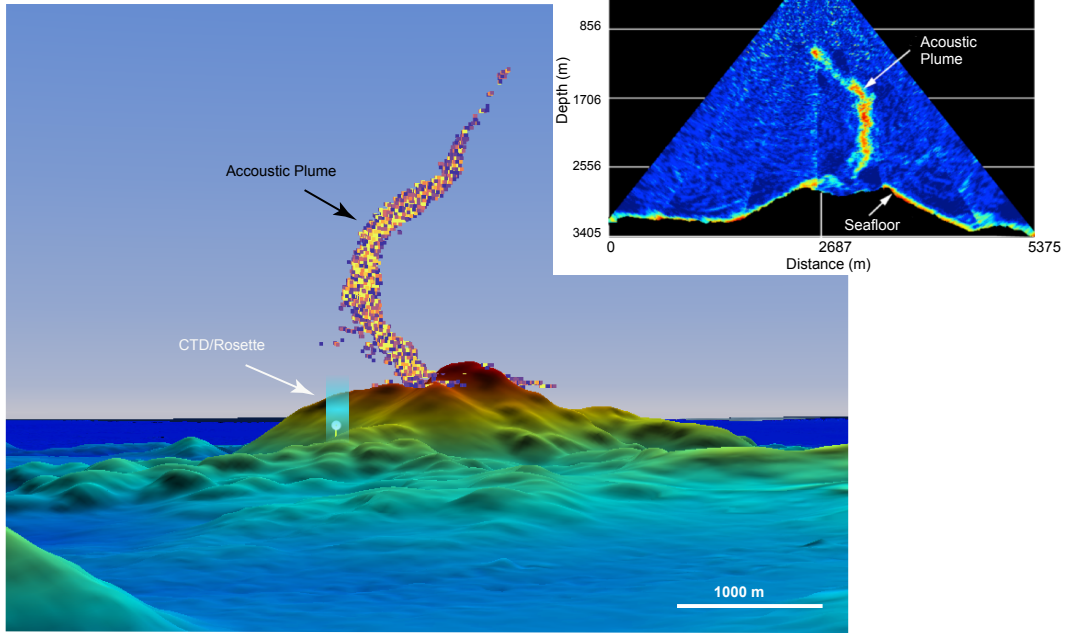 Accoustic Plume
CTD/Rosette
1000 m
Depth (m)
856
1706
2556
3405
Acoustic
Plume
Seafloor
0
2687
5375
Distance (m)